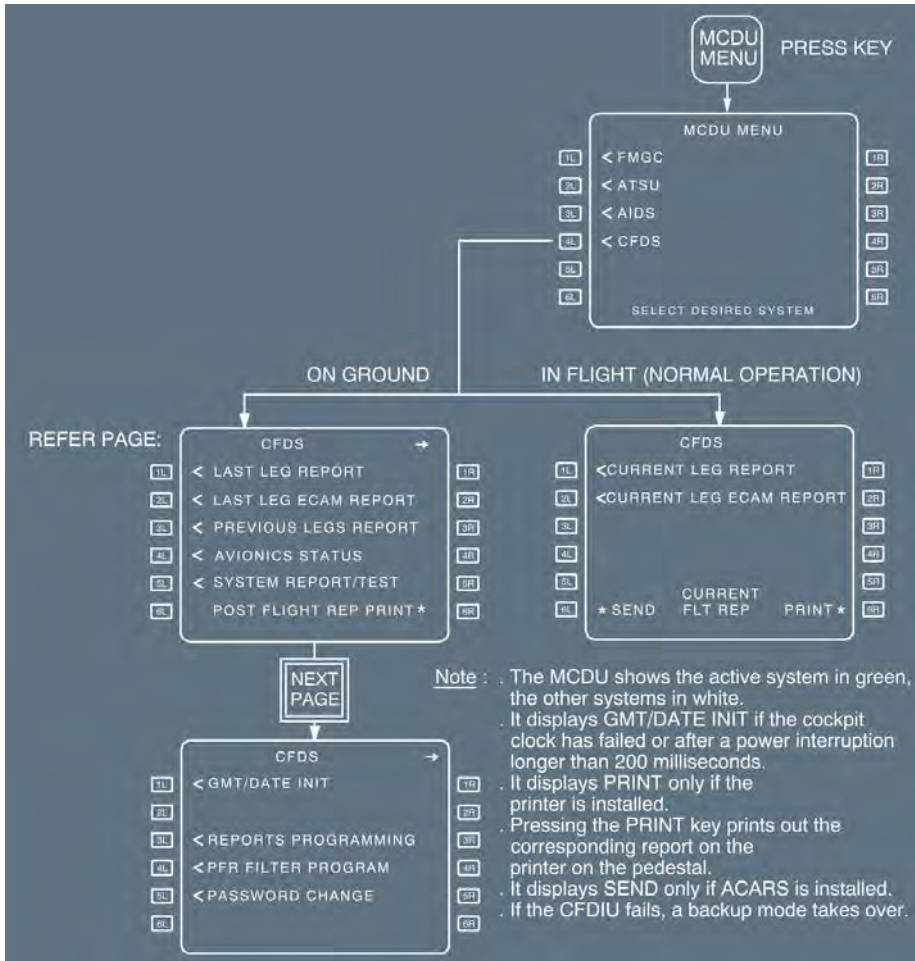 MCDU
MENU
PRESS KEY
MCDU MENU
1L < FMGC 1R
2L < ATSU 2R
3L < AIDS 3R
4L < CFDS 4R
5L 5R
6L 6R
SELECT DESIRED SYSTEM
ON GROUND
IN FLIGHT (NORMAL OPERATION)
REFER PAGE:
CFDS →
1L < LAST LEG REPORT 1R
2L < LAST LEG ECAM REPORT 2R
3L < PREVIOUS LEGS REPORT 3R
4L < AVIONICS STATUS 4R
5L < SYSTEM REPORT/TEST 5R
6L POST FLIGHT REP PRINT * 6R
CFDS
1L <CURRENT LEG REPORT 1R
2L <CURRENT LEG ECAM REPORT 2R
3L 3R
4L 4R
5L 5R
CURRENT
6L * SEND FLT REP PRINT * 6R
NEXT
PAGE
CFDS →
1L < GMT/DATE INIT 1R
2L 2R
3L < REPORTS PROGRAMMING 3R
4L < PFR FILTER PROGRAM 4R
5L < PASSWORD CHANGE 5R
6L 6R
Note : . The MCDU shows the active system in green,
the other systems in white.
. It displays GMT/DATE INIT if the cockpit
clock has failed or after a power interruption
longer than 200 milliseconds.
. It displays PRINT only if the
printer is installed.
. Pressing the PRINT key prints out the
corresponding report on the
printer on the pedestal.
. It displays SEND only if ACARS is installed.
. If the CFDIU fails, a backup mode takes over.